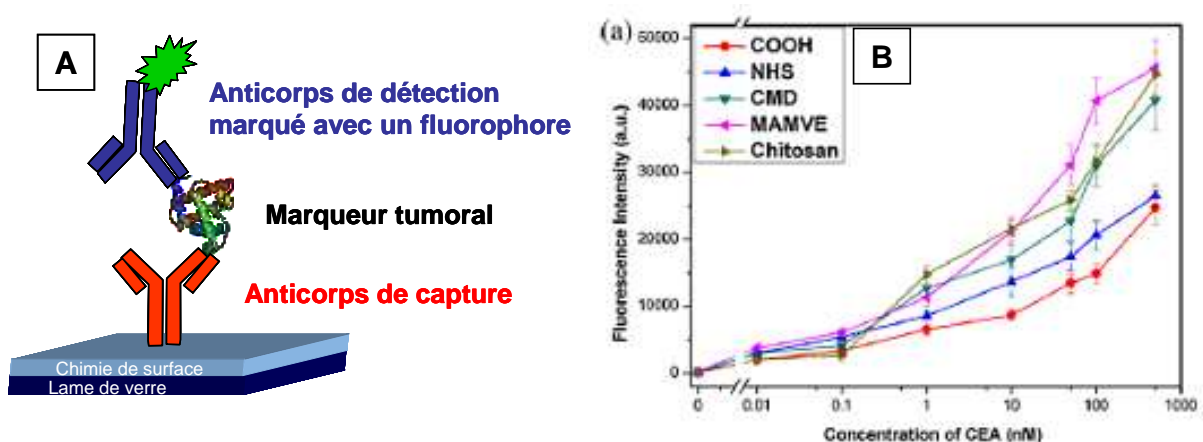 A
Anticorps de détection
marqué avec un fluorophore
Marqueur tumoral
Anticorps de capture
Chimie de surface
Lame de verre
(a)
B
COOH
NHS
CMD
MAMVE
Chitosan
Fluorescence Intensity (a.u.)
50000
40000
30000
20000
10000
0
0
0.01
0.1
1
10
100
1000
Concentration of CEA (nM)